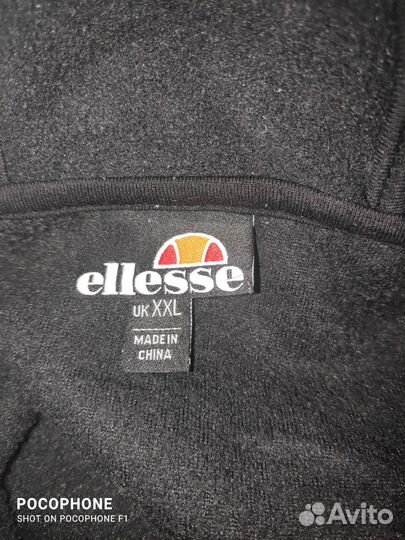 ellesse
UK XXL
MADE IN
CHINA
POCOPHONE
SHOT ON POCOPHONE F1
Avito